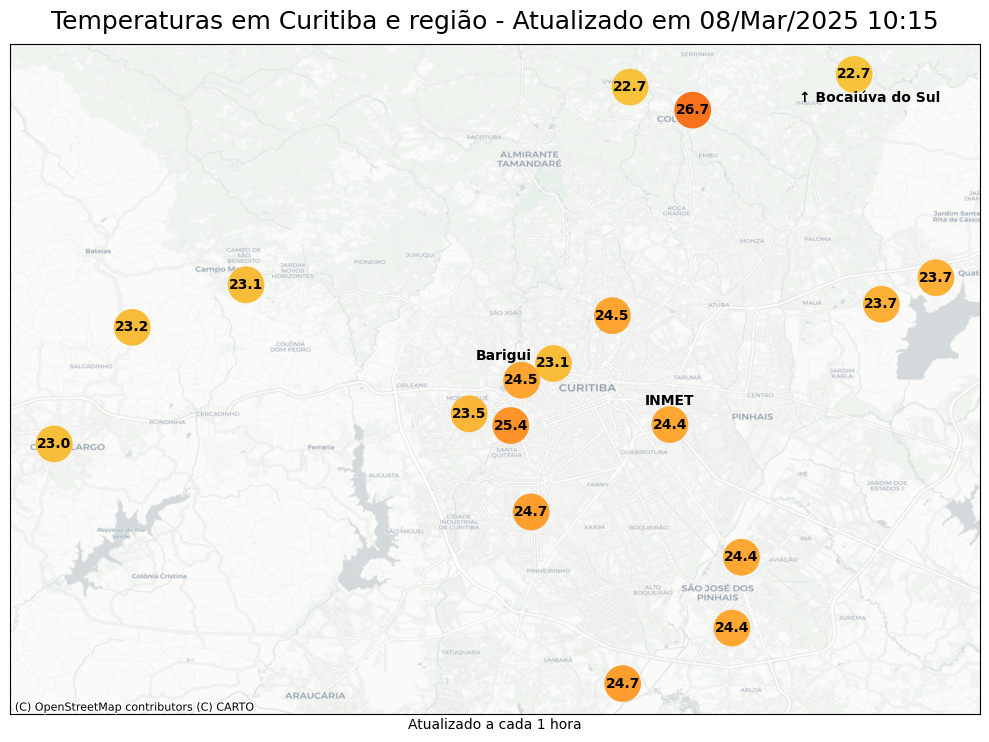 Temperaturas em Curitiba e região - Atualizado em 08/Mar/2025 10:15
SERRINHA
22.7
22.7
↑ Bocaiúva do Sul
26.7
PACOTUBA
ALMIRANTE
TAMANDARÉ
EMBU
ROÇA
GRANDE
Jardim Santa
Rita de Cássia
MONZA
PALOMA
Bateias
CAMPO DE
SÃO
BENEDITO
JURUQUI
PIONEIRO
JARDIM
NOVOS
HORIZONTES
23.1
23.7
23.7
MAUÁ
ATUBA
SÃO JOÃO
24.5
23.2
COLÔNIA
DOM PEDRO
Barigui
23.1
SALGADINHO
24.5
JARDIM
KARLA
TARUMÃ
ORLEANS
CURITIBA
CENTRO
INMET
23.5
CERCADINHO
RONDINHA
PINHAIS
24.4
25.4
23.0
Ferraria
SANTA
QUITÉRIA
GUABIROTUBA
AUGUSTA
IPÊ
FANNY
JARDIM DOS
ESTADOS I
24.7
CIDADE
INDUSTRIAL
DE CURITIBA
XAXIM
BOQUEIRÃO
Represa do Rio
Verde
INÁ
24.4
AVIAÇÃO
PINHEIRINHO
Colônia Cristina
ALTO
BOQUEIRÃO
SÃO JOSÉ DOS
PINHAIS
JUREMA
24.4
TATUQUARA
UMBARÁ
24.7
ARUJÁ
ARAUCÁRIA
(C) OpenStreetMap contributors (C) CARTO
Atualizado a cada 1 hora